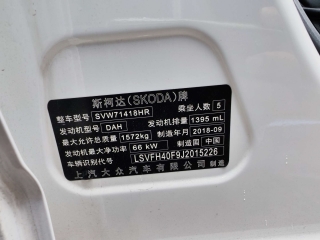 斯柯达(SKODA)牌
整车型号 SVW71418HR 乘坐人数 5
发动机型号 DAH 发动机排量 1395 mL
最大允许总质量 1572kg 制造年月 2018-09
发动机最大净功率 66 kW 制造国 中国
车辆识别代号 LSVFH40F9J2015226
上汽大众汽车有限公司 制造